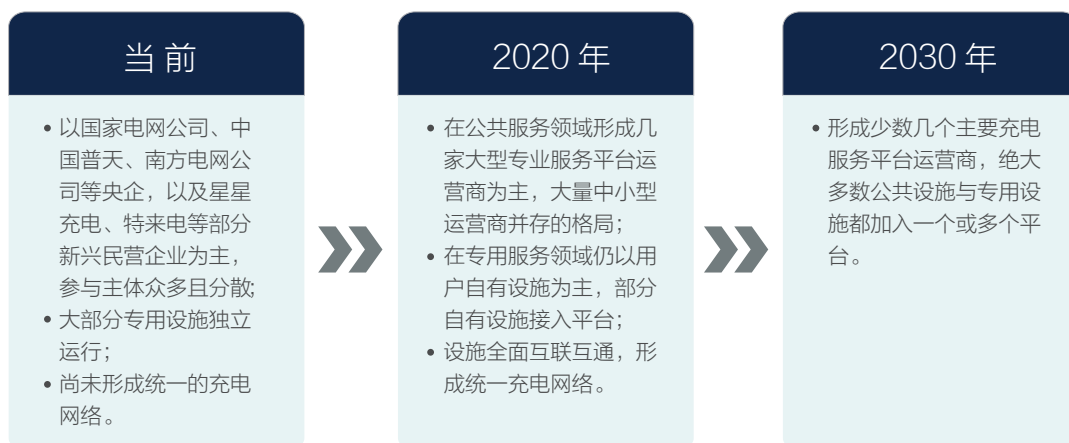 当前
• 以国家电网公司、中
国普天、南方电网公
司等央企，以及星星
充电、特来电等部分
新兴民营企业为主，
参与主体众多且分散;
• 大部分专用设施独立
运行；
• 尚未形成统一的充电
网络。
2020 年
• 在公共服务领域形成几
家大型专业服务平台运
营商为主，大量中小型
运营商并存的格局；
• 在专用服务领域仍以用
户自有设施为主，部分
自有设施接入平台；
• 设施全面互联互通，形
成统一充电网络。
2030 年
• 形成少数几个主要充电
服务平台运营商，绝大
多数公共设施与专用设
施都加入一个或多个平
台。